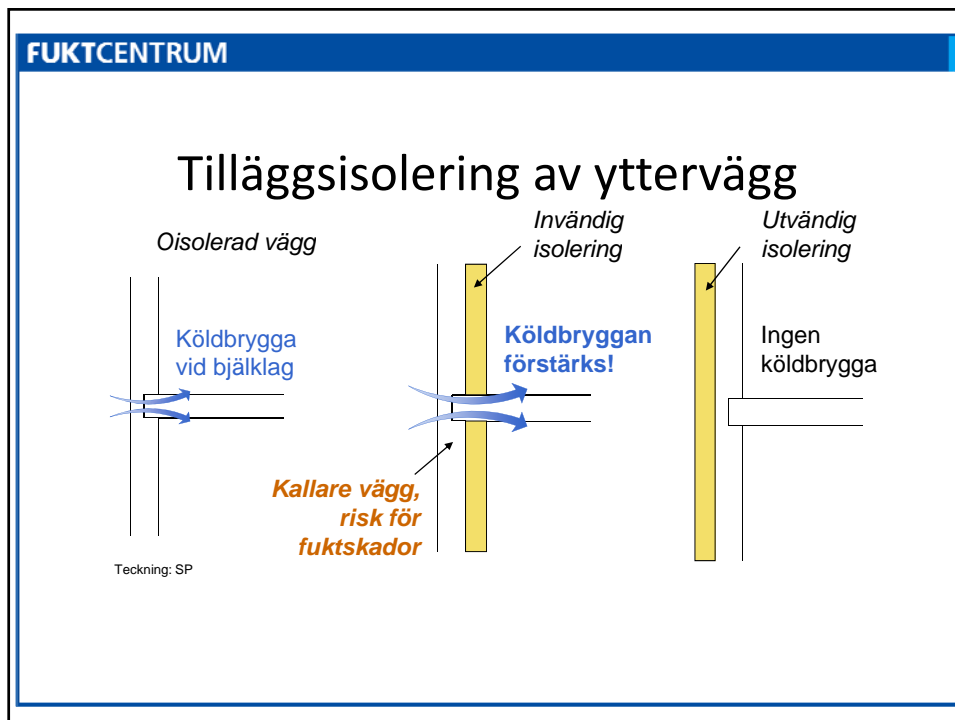 FUKTCENTRUM
Tilläggsisolering av yttervägg
Oisolerad vägg
Köldbrygga
vid bjälklag
Invändig
isolering
Köldbryggan
förstärks!
Kallare vägg,
risk för
fuktskador
Utvändig
isolering
Ingen
köldbrygga
Teckning: SP